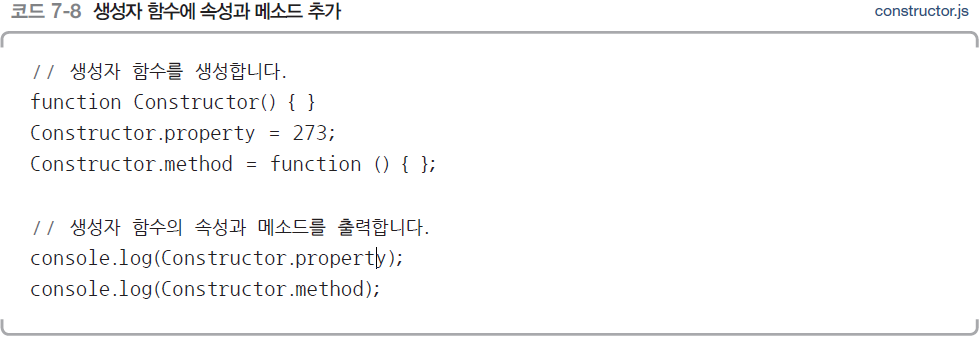 코드 7-8 생성자 함수에 속성과 메소드 추가 constructor.js
// 생성자 함수를 생성합니다.
function Constructor() { }
Constructor.property = 273;
Constructor.method = function () { };
// 생성자 함수의 속성과 메소드를 출력합니다.
console.log(Constructor.property);
console.log(Constructor.method);